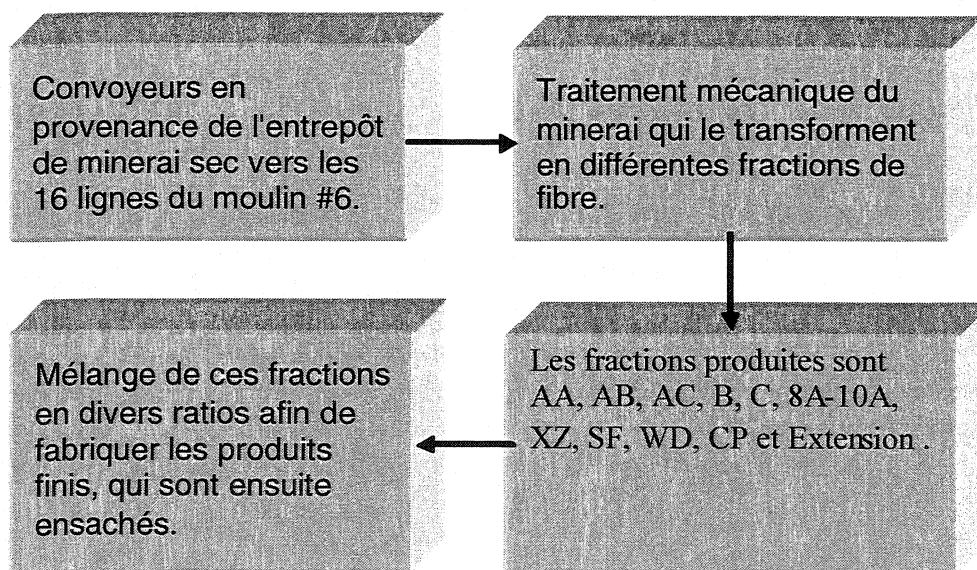 Convoyeurs en
provenance de l'entrepôt
de minerai sec vers les
16 lignes du moulin #6.
Traitement mécanique du
minerai qui le transforment
en différentes fractions de
fibre.
Les fractions produites sont
AA, AB, AC, B, C, 8A-10A,
XZ, SF, WD, CP et Extension .
Mélange de ces fractions
en divers ratios afin de
fabriquer les produits
finis, qui sont ensuite
ensachés.